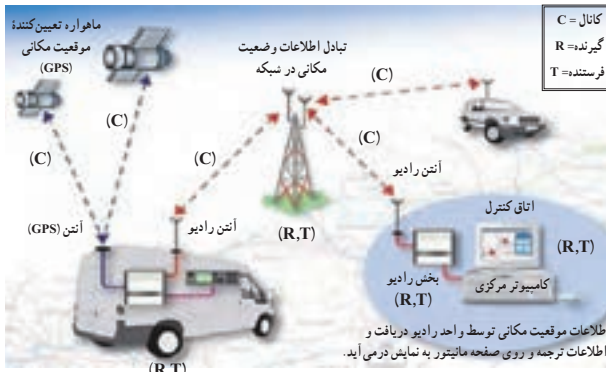 ماهواره تعیین‌کنندۀ
موقعیت مکانی
(GPS)
تبادل اطلاعات وضعیت
مکانی در شبکه
کانال = C
گیرنده= R
فرستنده= T
(C)
(C)
(C)
(C)
(C)
آنتن (GPS)
آنتن رادیو
(R,T)
آنتن رادیو
اتاق کنترل
(R,T)
بخش رادیو
(R,T)
کامپیوتر مرکزی
(R,T)
طلاعات موقعیت مکانی توسط واحد رادیو دریافت و
اطلاعات ترجمه و روی صفحه مانیتور به نمایش درمی‌آید.